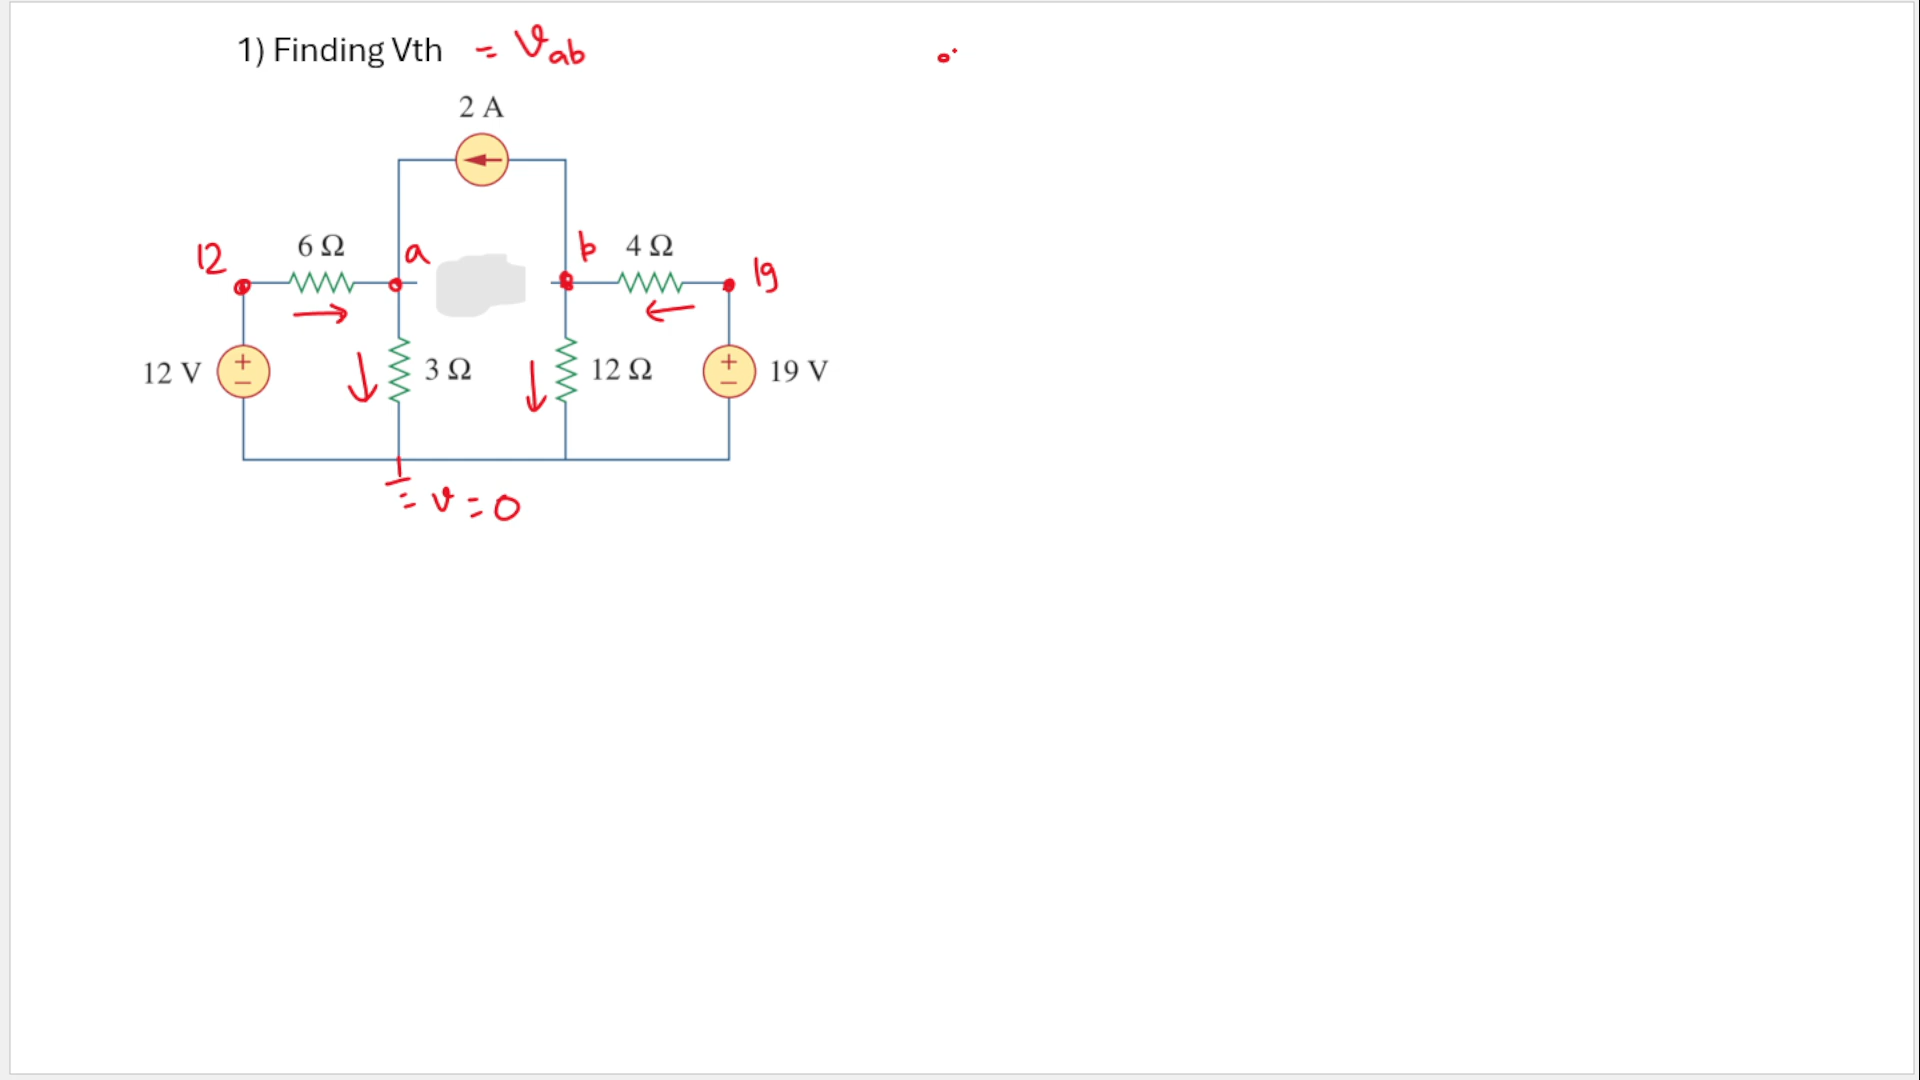 1) Finding Vth = Vab
2 A
6 Ω
a
b
4 Ω
12
19
12 V
3 Ω
12 Ω
19 V
v = 0